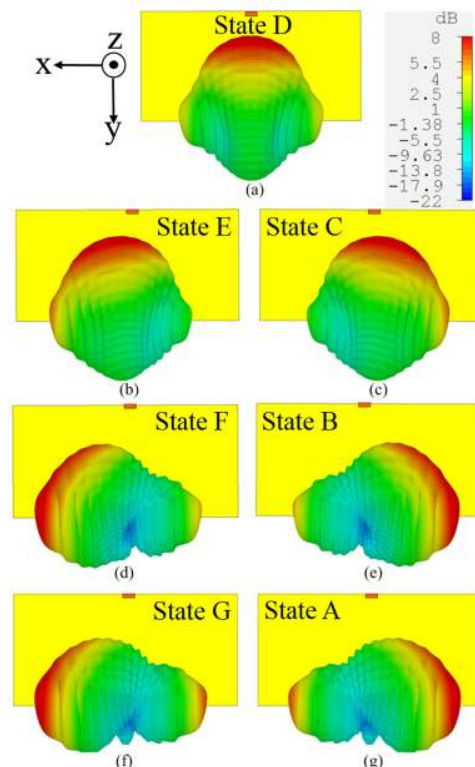 State D
dB
8
5.5
4
2.5
1
-1.38
-5.5
-9.63
-13.8
-17.9
-22
z
x
y
(a)
State E
State C
(b)
(c)
State F
State B
(d)
(e)
State G
State A
(f)
(g)